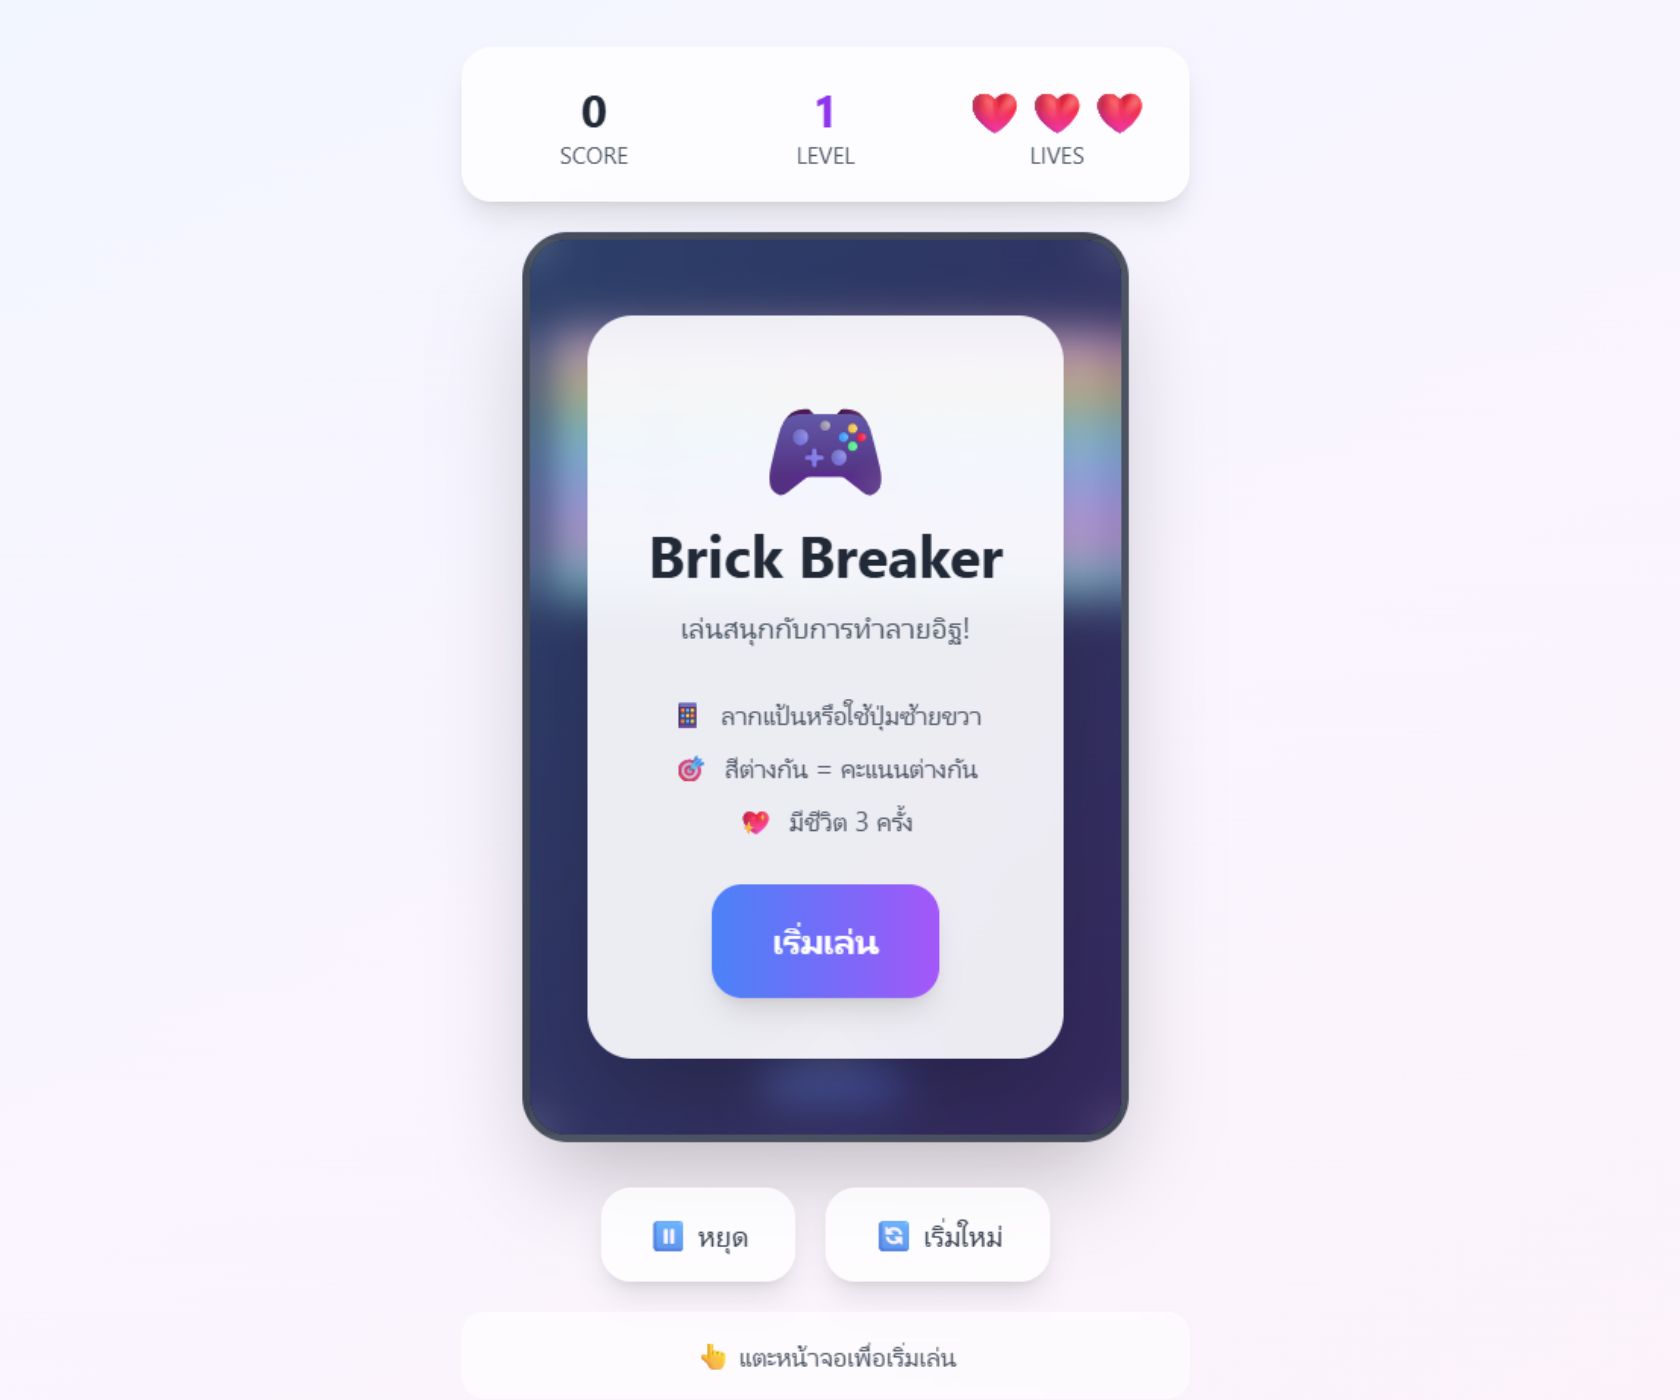 0
SCORE
1
LEVEL
LIVES
Brick Breaker
เล่นสนุกกับการทำลายอิฐ!
ลากแป้นหรือใช้ปุ่มซ้ายขวา
สีต่างกัน = คะแนนต่างกัน
มีชีวิต 3 ครั้ง
เริ่มเล่น
หยุด
เริ่มใหม่
แตะหน้าจอเพื่อเริ่มเล่น